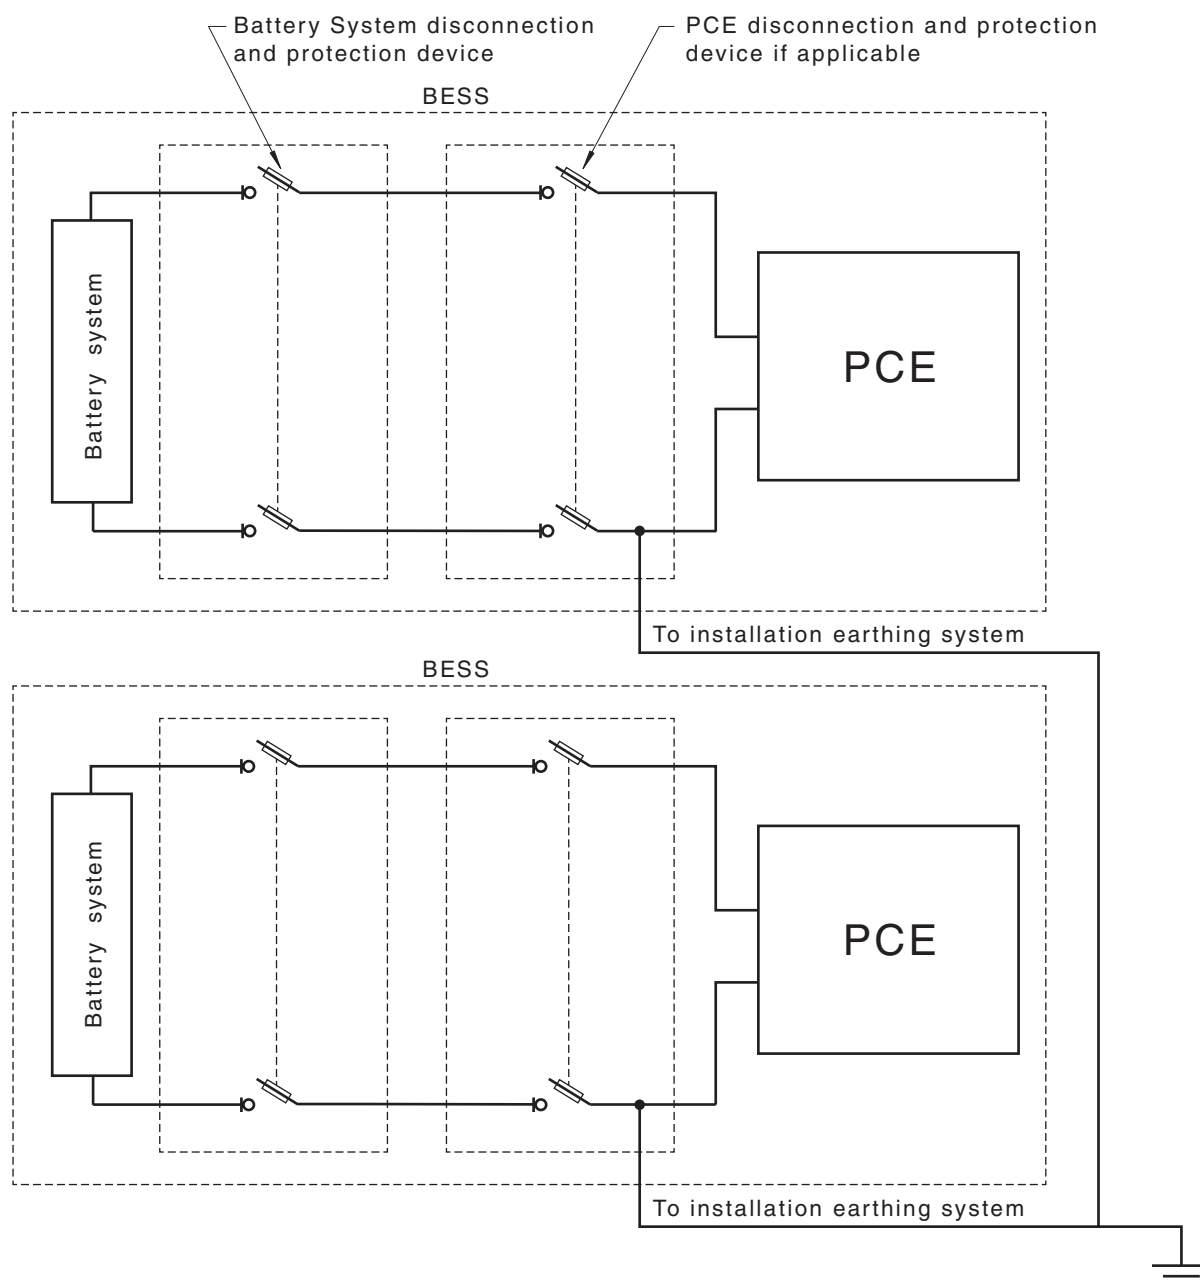 Battery System disconnection
and protection device
PCE disconnection and protection
device if applicable
BESS
Battery system
PCE
To installation earthing system
BESS
Battery system
PCE
To installation earthing system